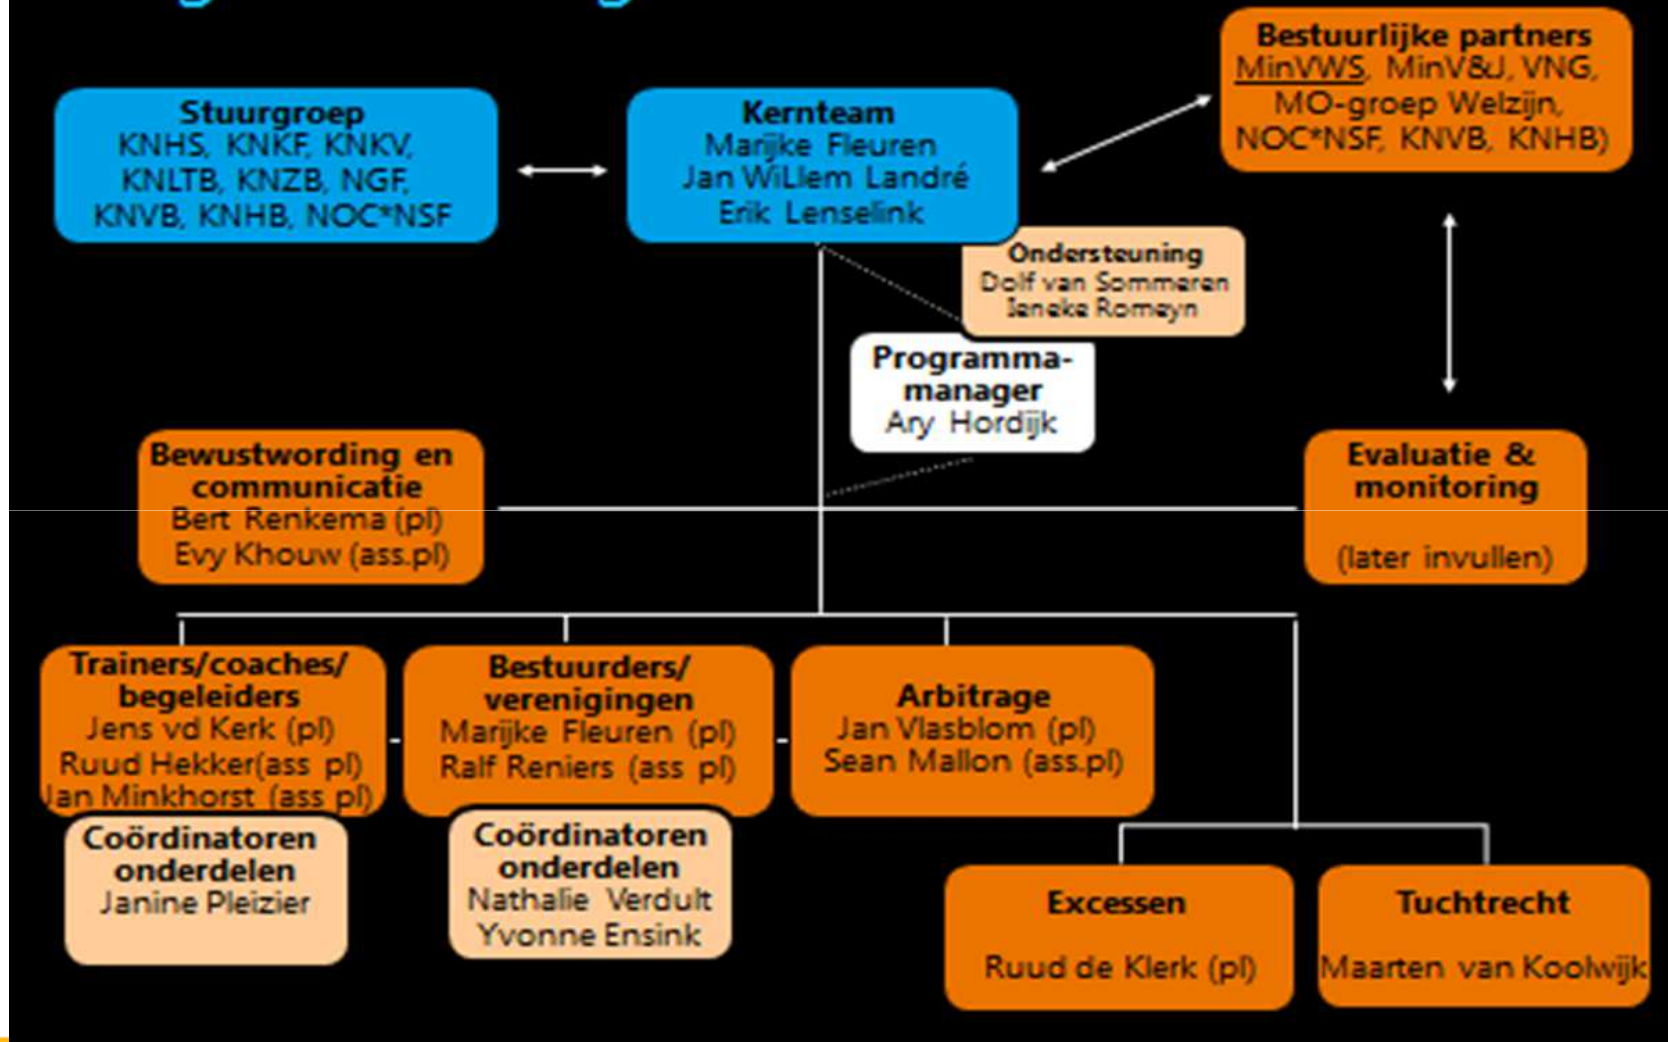 Stuurgroep
KNHS, KNKF, KNKV,
KNLTB, KNZB, NGF,
KNVB, KNHB, NOC*NSF
Kernteam
Marijke Fleuren
Jan WiLlem Landré
Erik Lenselink
Bestuurlijke partners
MinVWS, MinV&J, VNG,
MO-groep Welzijn,
NOC*NSF, KNVB, KNHB)
Ondersteuning
Dolf van Sommeren
Ieneke Romeyn
Programma-
manager
Ary Hordijk
Bewustwording en
communicatie
Bert Renkema (pl)
Evy Khouw (ass.pl)
Evaluatie &
monitoring
(later invullen)
Trainers/coaches/
begeleiders
Jens vd Kerk (pl)
Ruud Hekker(ass pl)
Jan Minkhorst (ass pl)
Coördinatoren
onderdelen
Janine Pleizier
Bestuurders/
verenigingen
Marijke Fleuren (pl)
Ralf Reniers (ass pl)
Coördinatoren
onderdelen
Nathalie Verdult
Yvonne Ensink
Arbitrage
Jan Vlasblom (pl)
Sean Mallon (ass.pl)
Excessen
Ruud de Klerk (pl)
Tuchtrecht
Maarten van Koolwijk